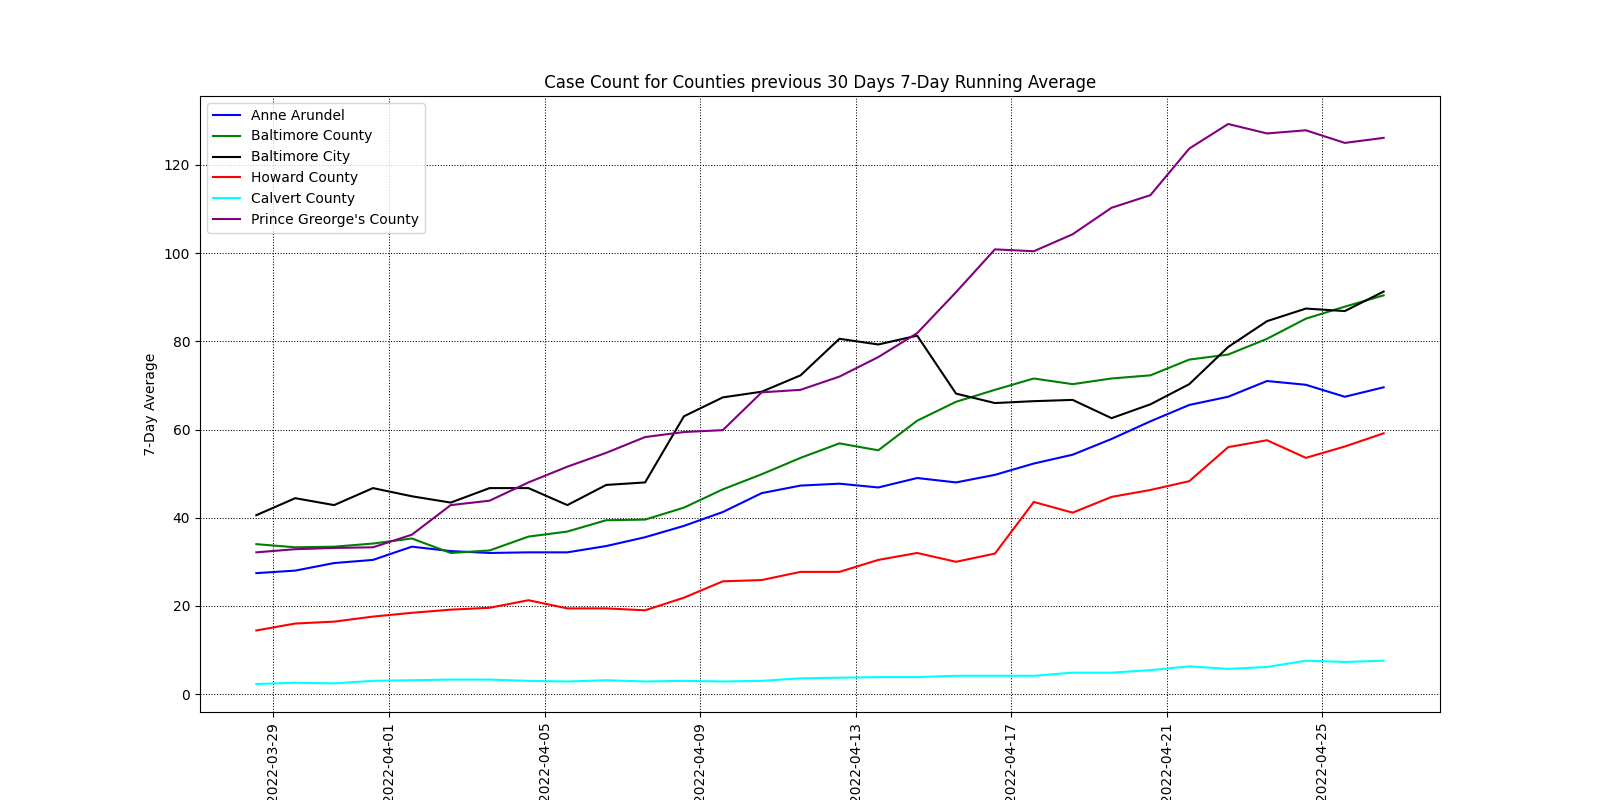 Case Count for Counties previous 30 Days 7-Day Running Average
Anne Arundel
Baltimore County
Baltimore City
Howard County
Calvert County
Prince Greorge's County
7-Day Average
120
100
80
60
40
20
0
2022-03-29
2022-04-01
2022-04-05
2022-04-09
2022-04-13
2022-04-17
2022-04-21
2022-04-25